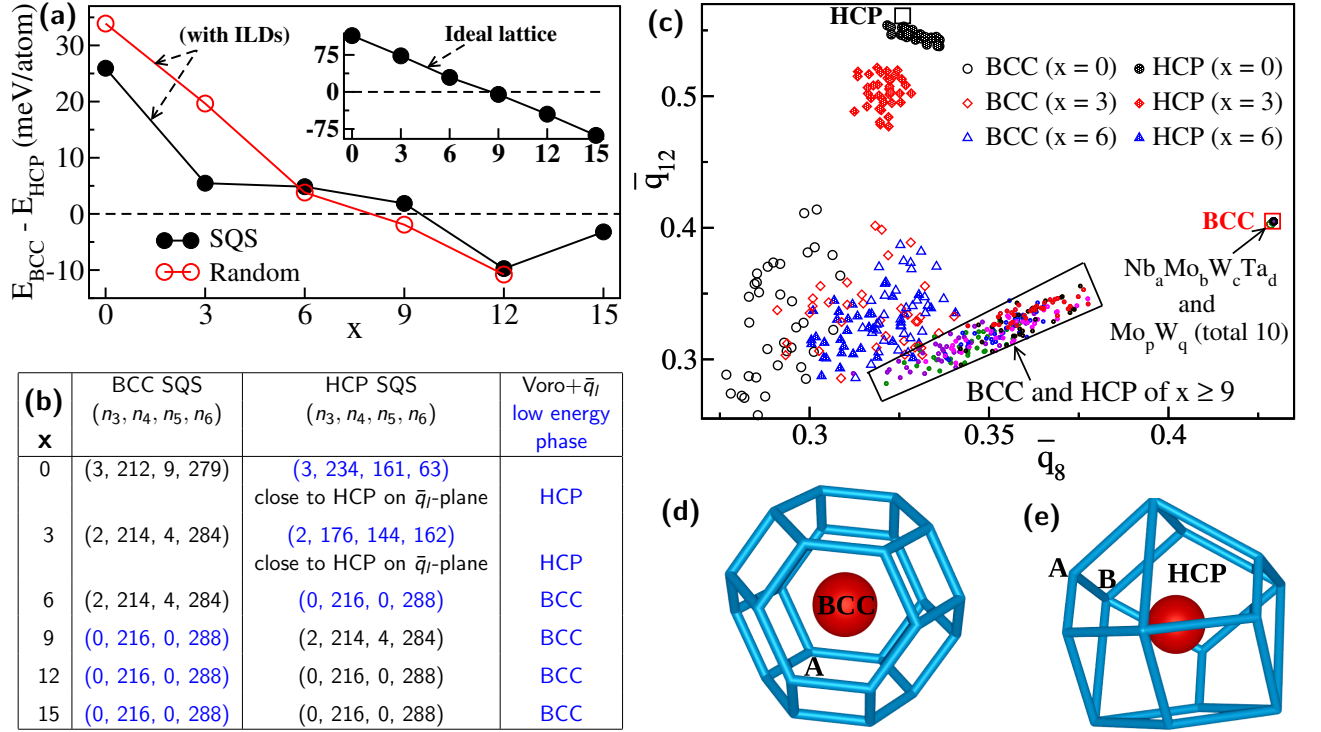 (a)
E_BCC - E_HCP (meV/atom)
30
20
10
0
-10
0 3 6 9 12 15
x
(with ILDs)
SQS
Random
Ideal lattice
75
0
-75
0 3 6 9 12 15
(b)
x
BCC SQS
(n₃, n₄, n₅, n₆)
HCP SQS
(n₃, n₄, n₅, n₆)
Voro+q̄_l
low energy
phase
0 (3, 212, 9, 279) (3, 234, 161, 63)
close to HCP on q̄_l-plane HCP
3 (2, 214, 4, 284) (2, 176, 144, 162)
close to HCP on q̄_l-plane HCP
6 (2, 214, 4, 284) (0, 216, 0, 288) BCC
9 (0, 216, 0, 288) (2, 214, 4, 284) BCC
12 (0, 216, 0, 288) (0, 216, 0, 288) BCC
15 (0, 216, 0, 288) (0, 216, 0, 288) BCC
(c)
q̄₁₂
0.5
0.4
0.3
0.3 0.35 0.4
q̄₈
HCP
BCC (x = 0) HCP (x = 0)
BCC (x = 3) HCP (x = 3)
BCC (x = 6) HCP (x = 6)
BCC
Nb_aMo_bW_cTa_d
and
Mo_pW_q (total 10)
BCC and HCP of x ≥ 9
(d)
BCC
A
(e)
A
B
HCP